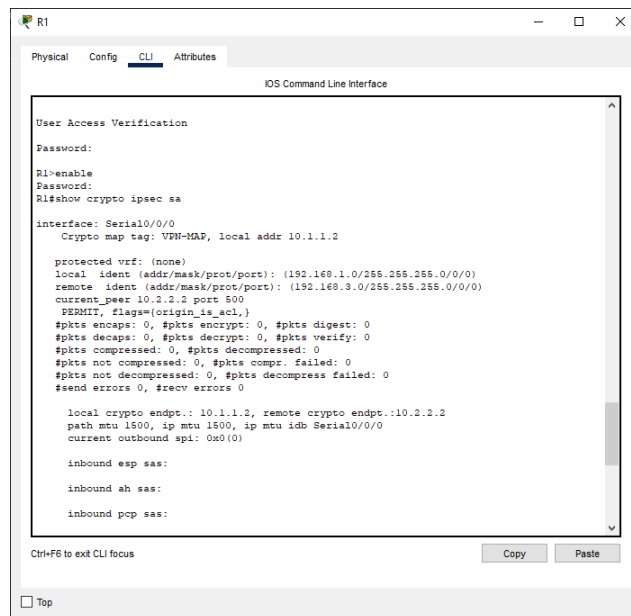 R1
Physical Config CLI Attributes
IOS Command Line Interface
User Access Verification
Password:
R1>enable
Password:
R1#show crypto ipsec sa
interface: Serial0/0/0
Crypto map tag: VPN-MAP, local addr 10.1.1.2
protected vrf: (none)
local ident (addr/mask/prot/port): (192.168.1.0/255.255.255.0/0/0)
remote ident (addr/mask/prot/port): (192.168.3.0/255.255.255.0/0/0)
current_peer 10.2.2.2 port 500
PERMIT, flags={origin_is_acl,}
#pkts encaps: 0, #pkts encrypt: 0, #pkts digest: 0
#pkts decaps: 0, #pkts decrypt: 0, #pkts verify: 0
#pkts compressed: 0, #pkts decompressed: 0
#pkts not compressed: 0, #pkts compr. failed: 0
#pkts not decompressed: 0, #pkts decompress failed: 0
#send errors 0, #recv errors 0
local crypto endpt.: 10.1.1.2, remote crypto endpt.:10.2.2.2
path mtu 1500, ip mtu 1500, ip mtu idb Serial0/0/0
current outbound spi: 0x0(0)
inbound esp sas:
inbound ah sas:
inbound pcp sas:
Ctrl+F6 to exit CLI focus
Copy Paste
Top